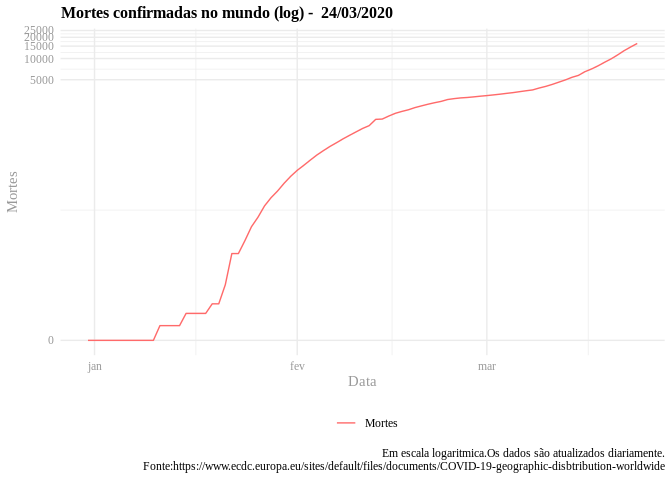 Mortes confirmadas no mundo (log) -  24/03/2020
25000
20000
15000
10000
5000
0
Mortes
jan
fev
mar
Data
Mortes
Em escala logaritmica.Os dados são atualizados diariamente.
Fonte:https://www.ecdc.europa.eu/sites/default/files/documents/COVID-19-geographic-disbtribution-worldwide